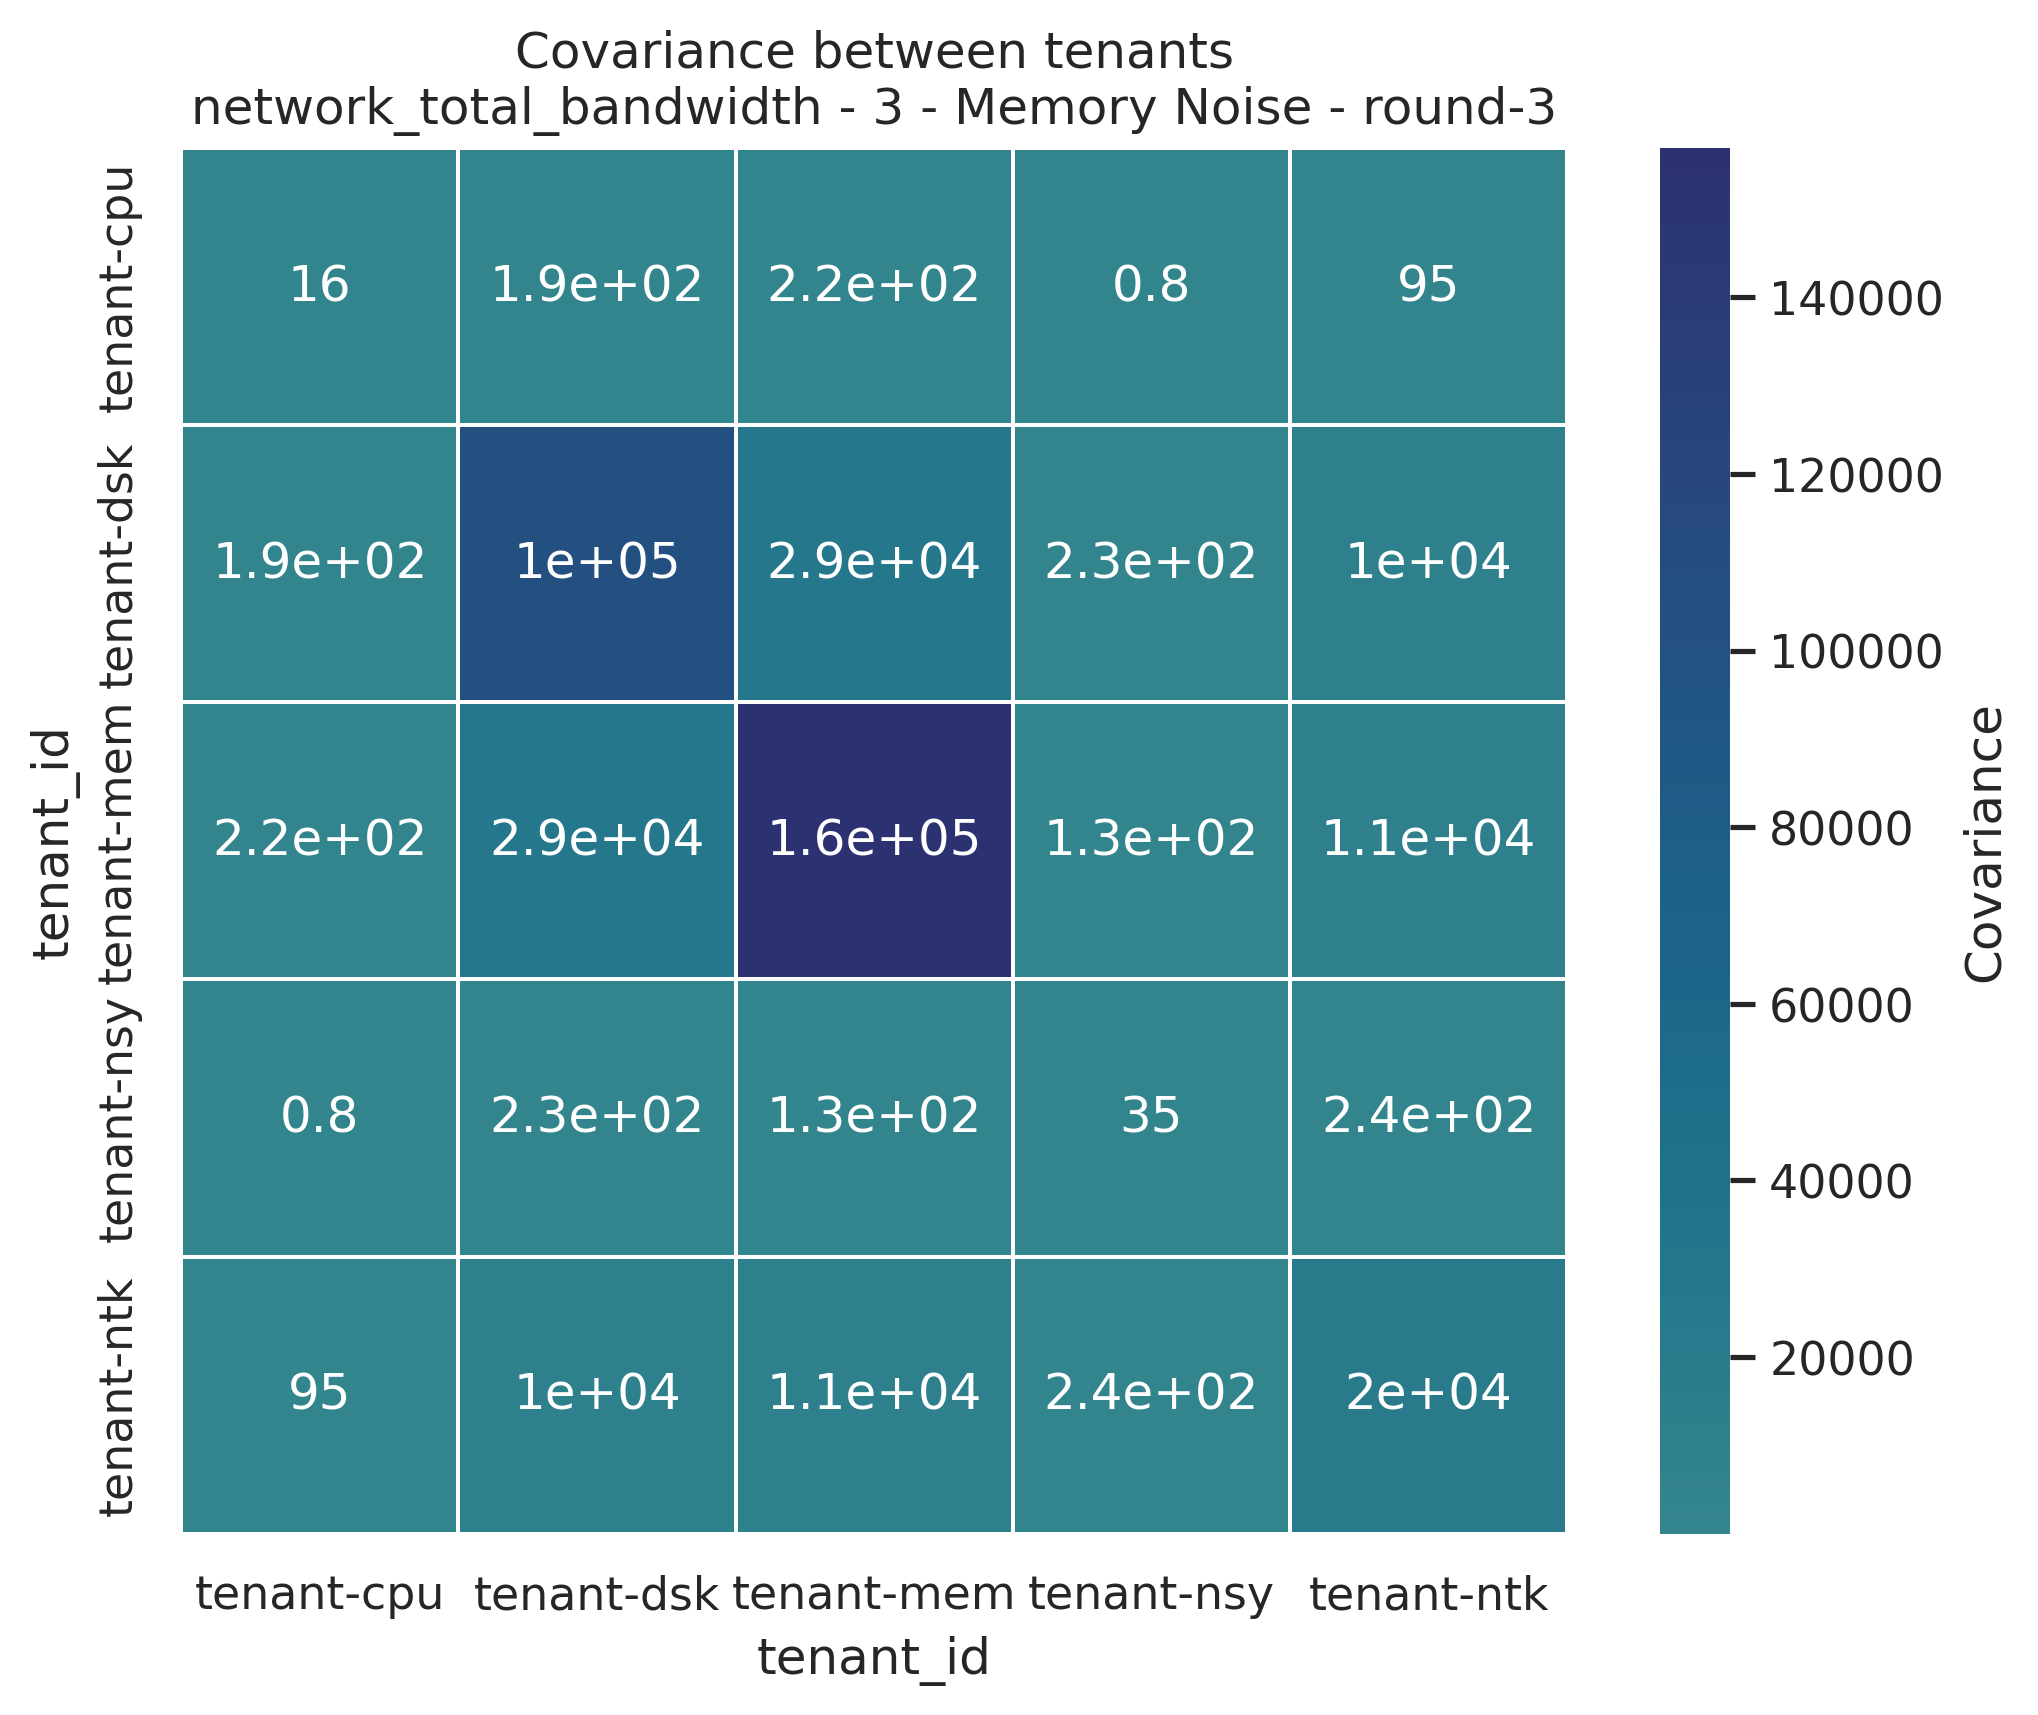 Covariance between tenants
network_total_bandwidth - 3 - Memory Noise - round-3
tenant_id
tenant-cpu
16
1.9e+02
2.2e+02
0.8
95
tenant-dsk
1.9e+02
1e+05
2.9e+04
2.3e+02
1e+04
tenant-mem
2.2e+02
2.9e+04
1.6e+05
1.3e+02
1.1e+04
tenant-nsy
0.8
2.3e+02
1.3e+02
35
2.4e+02
tenant-ntk
95
1e+04
1.1e+04
2.4e+02
2e+04
tenant-cpu
tenant-dsk
tenant-mem
tenant-nsy
tenant-ntk
tenant_id
140000
120000
100000
80000
60000
40000
20000
Covariance